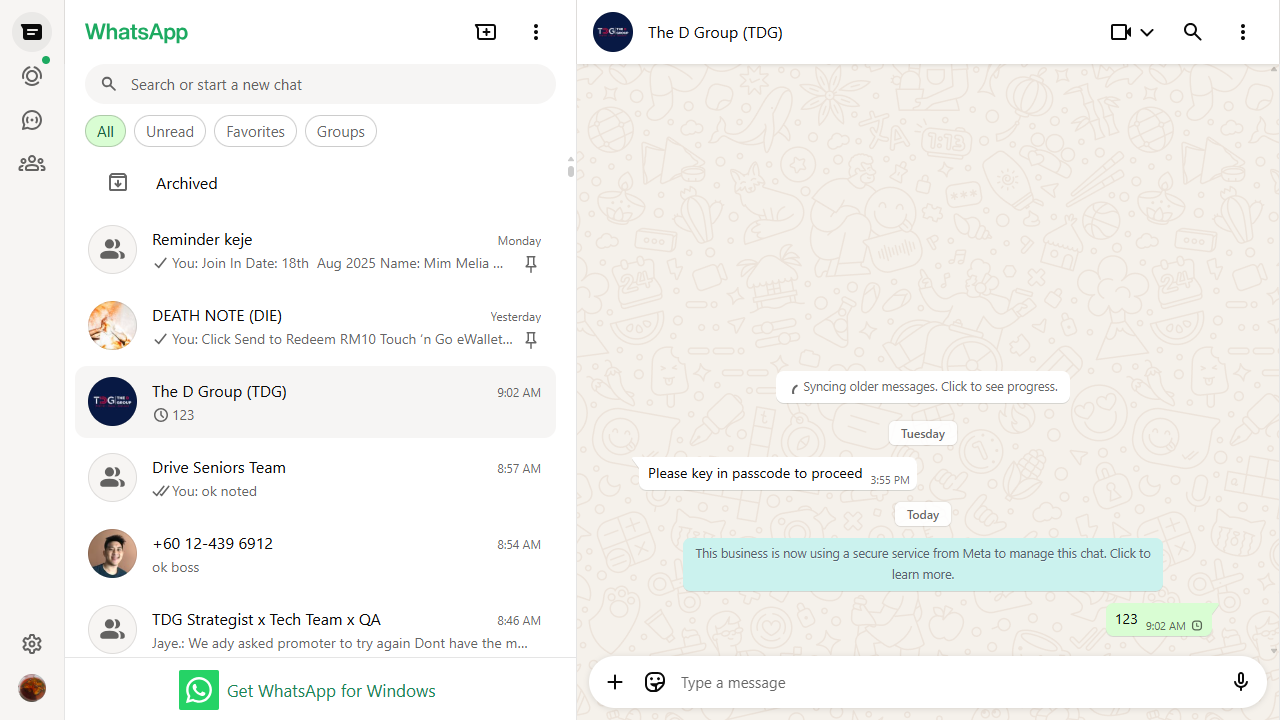 WhatsApp
Search or start a new chat
All
Unread
Favorites
Groups
Archived
Reminder keje
Monday
You: Join In Date: 18th Aug 2025 Name: Mim Melia ...
DEATH NOTE (DIE)
Yesterday
You: Click Send to Redeem RM10 Touch 'n Go eWallet...
The D Group (TDG)
9:02 AM
123
Drive Seniors Team
8:57 AM
You: ok noted
+60 12-439 6912
8:54 AM
ok boss
TDG Strategist x Tech Team x QA
8:46 AM
Jaye.: We ady asked promoter to try again Dont have the m...
Get WhatsApp for Windows
The D Group (TDG)
Syncing older messages. Click to see progress.
Tuesday
Please key in passcode to proceed
3:55 PM
Today
This business is now using a secure service from Meta to manage this chat. Click to
learn more.
123
9:02 AM
Type a message